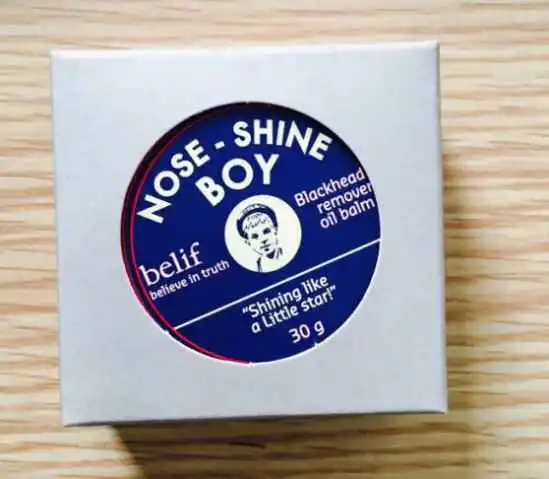 NOSE - SHINE
BOY
Blackhead
remover
oil balm
belif
believe in truth
"Shining like
a Little star!"
30 g